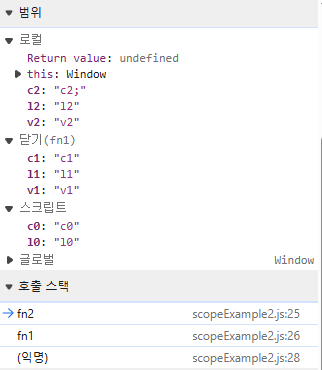 범위
로컬
Return value: undefined
this: Window
c2: "c2;"
l2: "l2"
v2: "v2"
닫기(fn1)
c1: "c1"
l1: "l1"
v1: "v1"
스크립트
c0: "c0"
l0: "l0"
글로벌 Window
호출 스택
fn2 scopeExample2.js:25
fn1 scopeExample2.js:26
(익명) scopeExample2.js:28